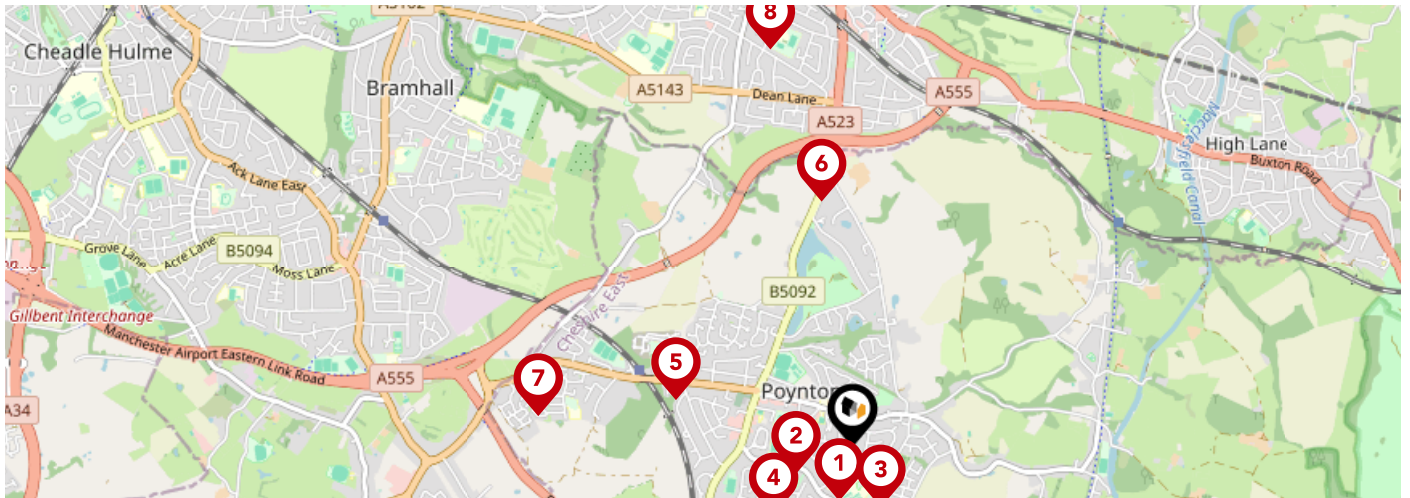 8
Cheadle Hulme
Bramhall
A5143
Dean Lane
A555
A523
High Lane
Buxton Road
Macclesfield Canal
6
Ack Lane East
Grove Lane
Acre Lane
B5094
Moss Lane
B5092
Cheshire East
Gillbent Interchange
Manchester Airport Eastern Link Road
A555
5
7
Poynton
A34
2
1
3
4